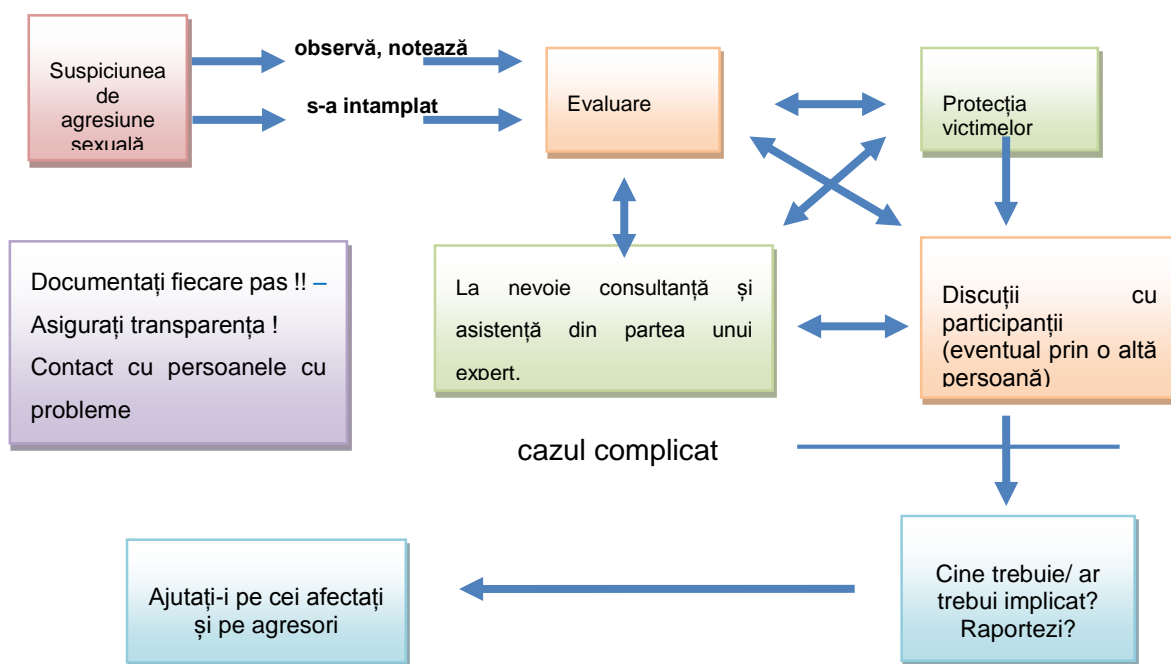 Suspiciunea
de
agresiune
sexuală
observă, notează
s-a intamplat
Evaluare
Protecția
victimelor
Documentați fiecare pas !! –
Asigurați transparența !
Contact cu persoanele cu
probleme
La nevoie consultanță și
asistență din partea unui
expert.
Discuții cu
participanții
(eventual prin o altă
persoană)
cazul complicat
Ajutați-i pe cei afectați
și pe agresori
Cine trebuie/ ar
trebui implicat?
Raportezi?